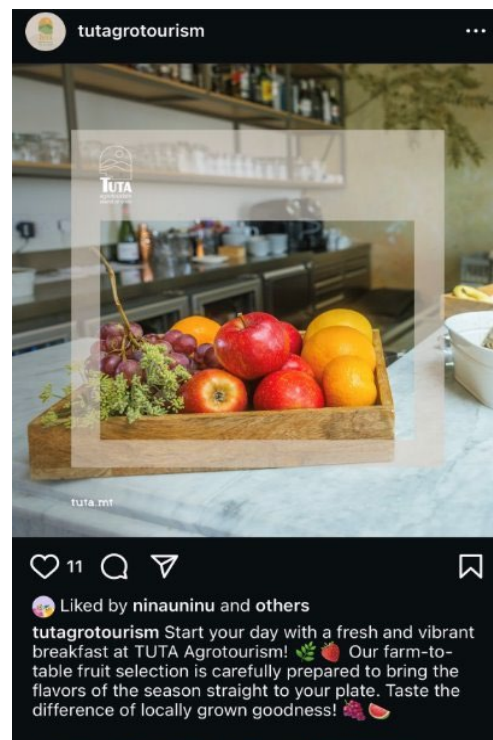 tutagrotourism
TUTA
tuta.mt
11
Liked by ninauninu and others
tutagrotourism Start your day with a fresh and vibrant
breakfast at TUTA Agrotourism! 🌿🍓 Our farm-to-
table fruit selection is carefully prepared to bring the
flavors of the season straight to your plate. Taste the
difference of locally grown goodness! 🍇🍉